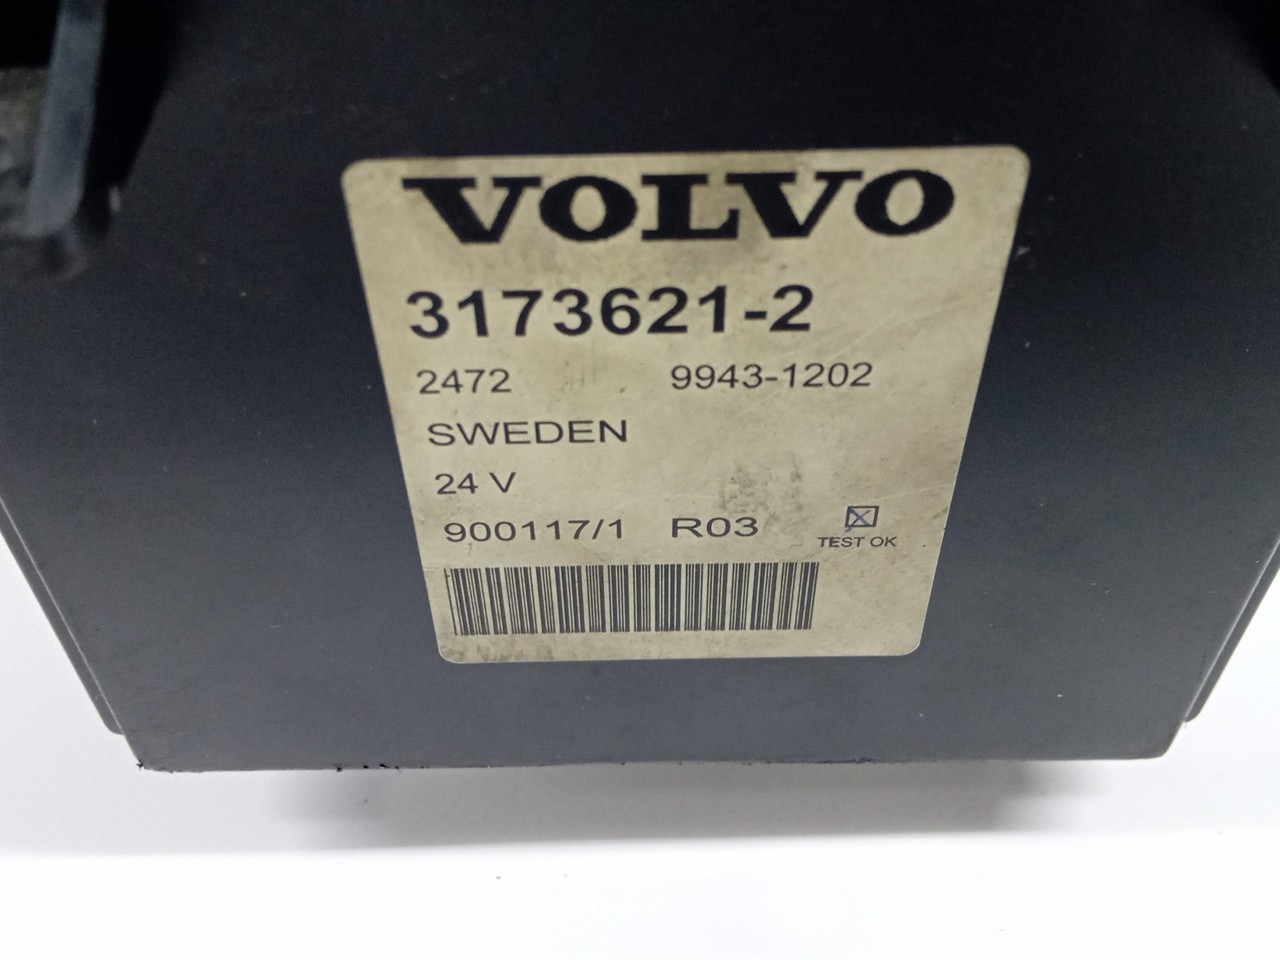 VOLVO
3173621-2
2472 9943-1202
SWEDEN
24 V
900117/1 R03
TEST OK